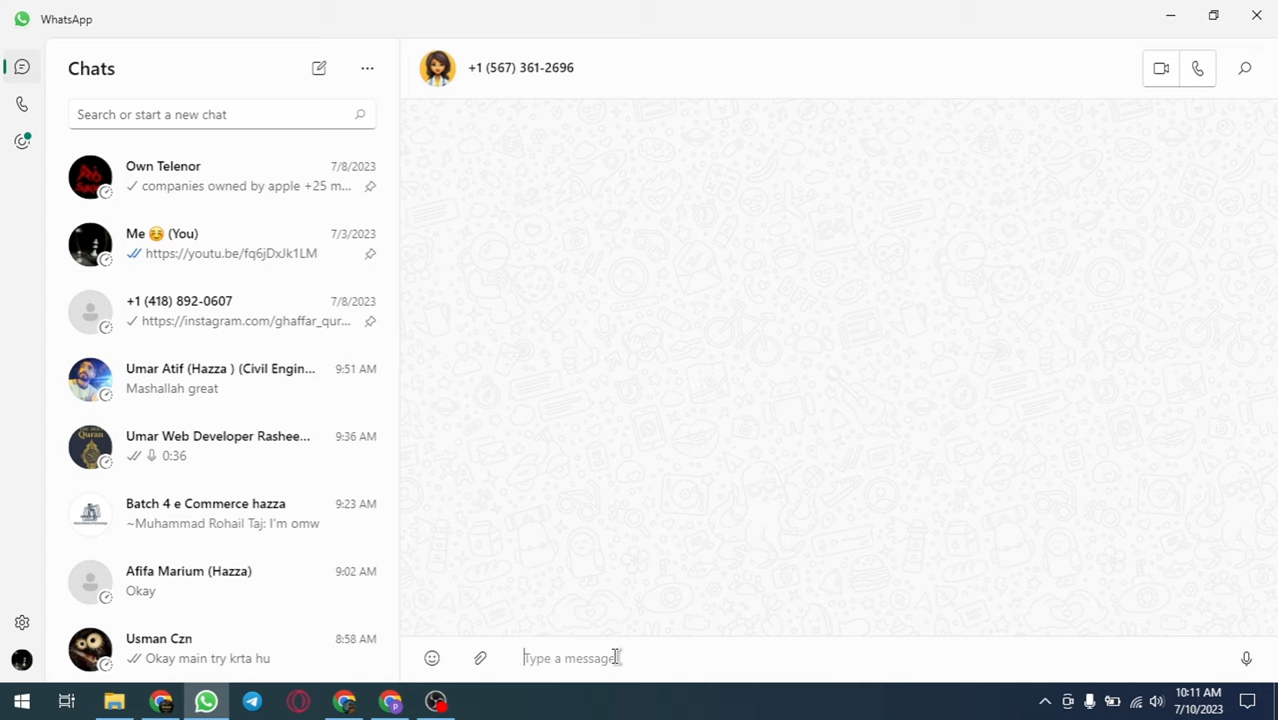 WhatsApp
Chats
Search or start a new chat
Own Telenor 7/8/2023
companies owned by apple +25 m...
Me ☺️ (You) 7/3/2023
https://youtu.be/fq6jDxJk1LM
+1 (418) 892-0607 7/8/2023
https://instagram.com/ghaffar_qur...
Umar Atif (Hazza ) (Civil Engin... 9:51 AM
Mashallah great
Umar Web Developer Rashee... 9:36 AM
0:36
Quran
Batch 4 e Commerce hazza 9:23 AM
~Muhammad Rohail Taj: I'm omw
Afifa Marium (Hazza) 9:02 AM
Okay
Usman Czn 8:58 AM
Okay main try krta hu
+1 (567) 361-2696
Type a message
10:11 AM
7/10/2023